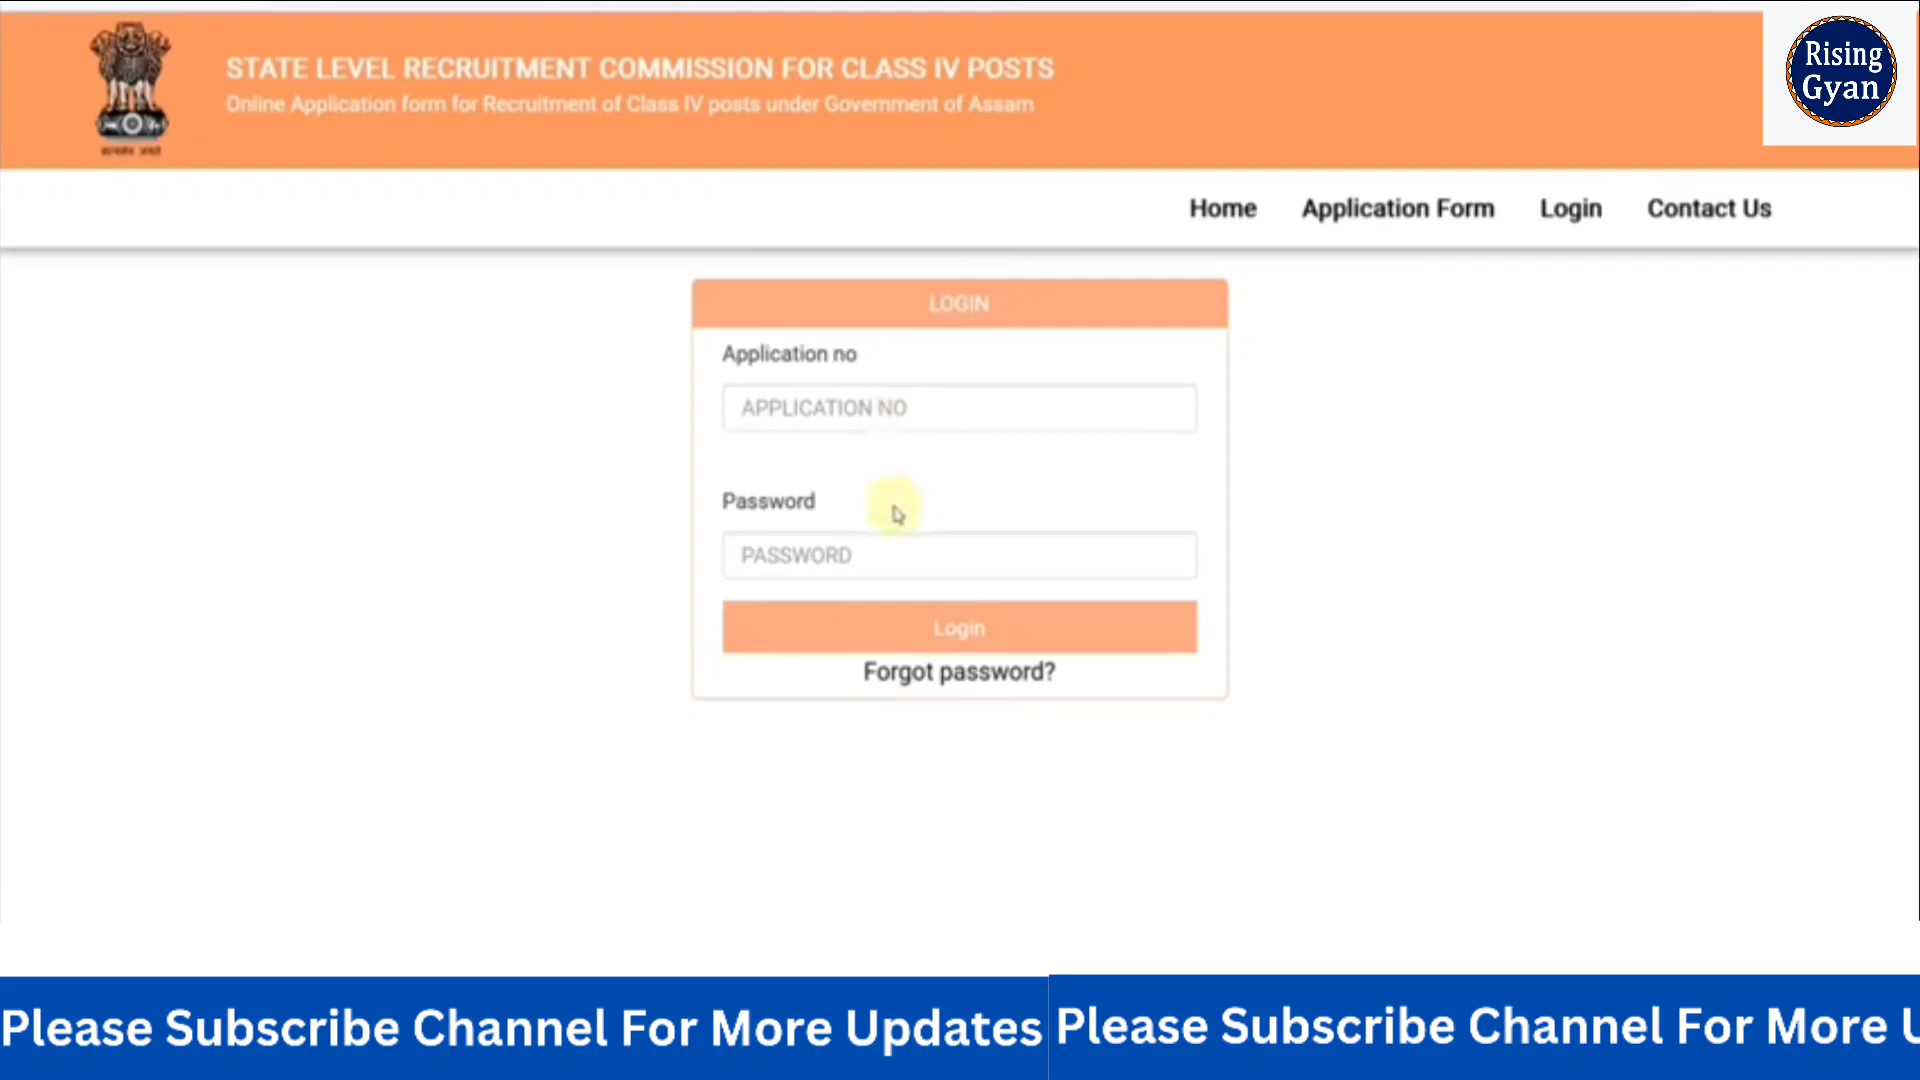 STATE LEVEL RECRUITMENT COMMISSION FOR CLASS IV POSTS
Online Application form for Recruitment of Class IV posts under Government of Assam
Rising
Gyan
Home Application Form Login Contact Us
LOGIN
Application no
APPLICATION NO
Password
PASSWORD
Login
Forgot password?
Please Subscribe Channel For More Updates Please Subscribe Channel For More U